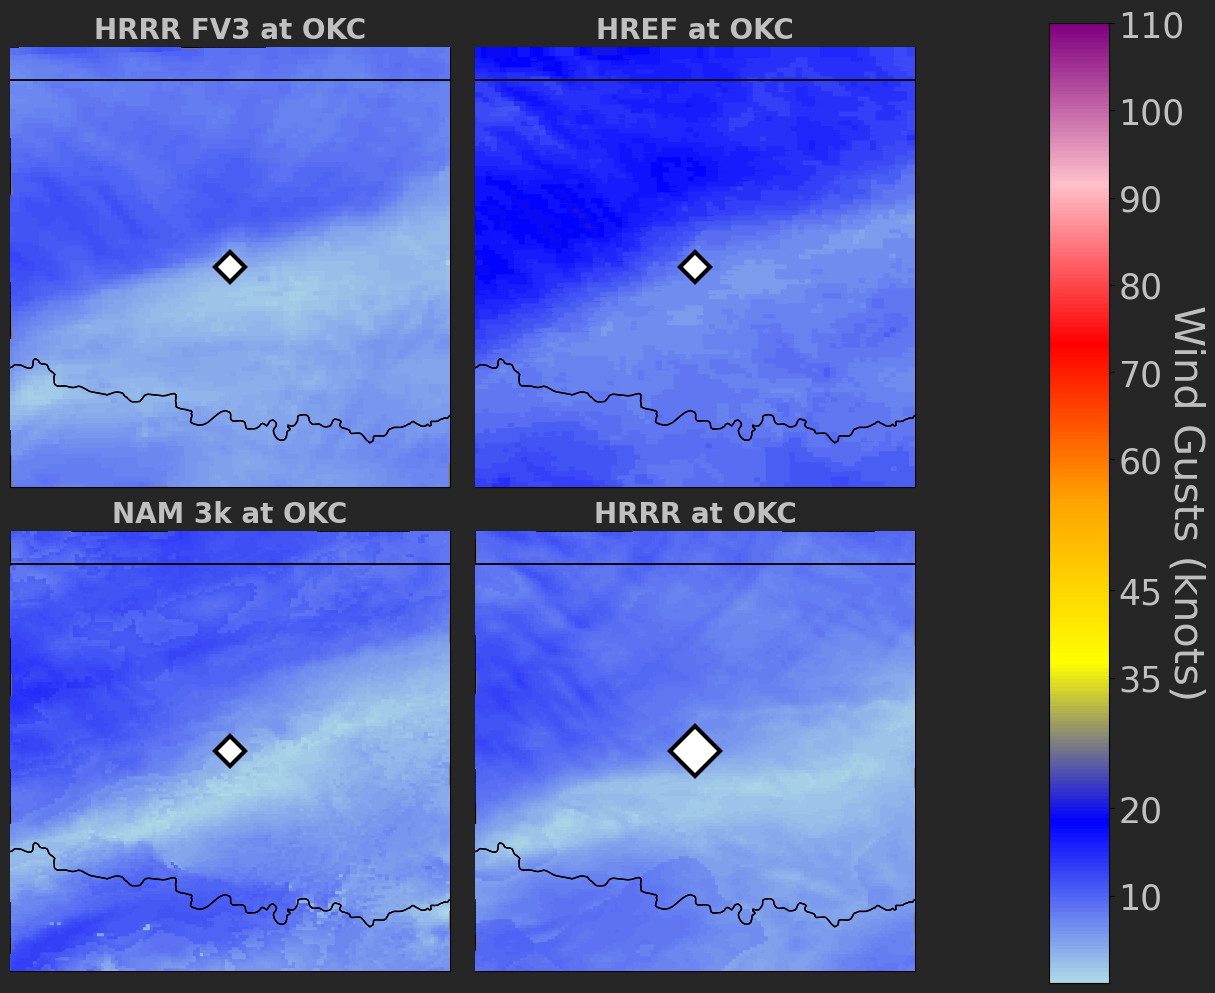 HRRR FV3 at OKC
HREF at OKC
NAM 3k at OKC
HRRR at OKC
110
100
90
80
70
60
45
35
20
10
Wind Gusts (knots)